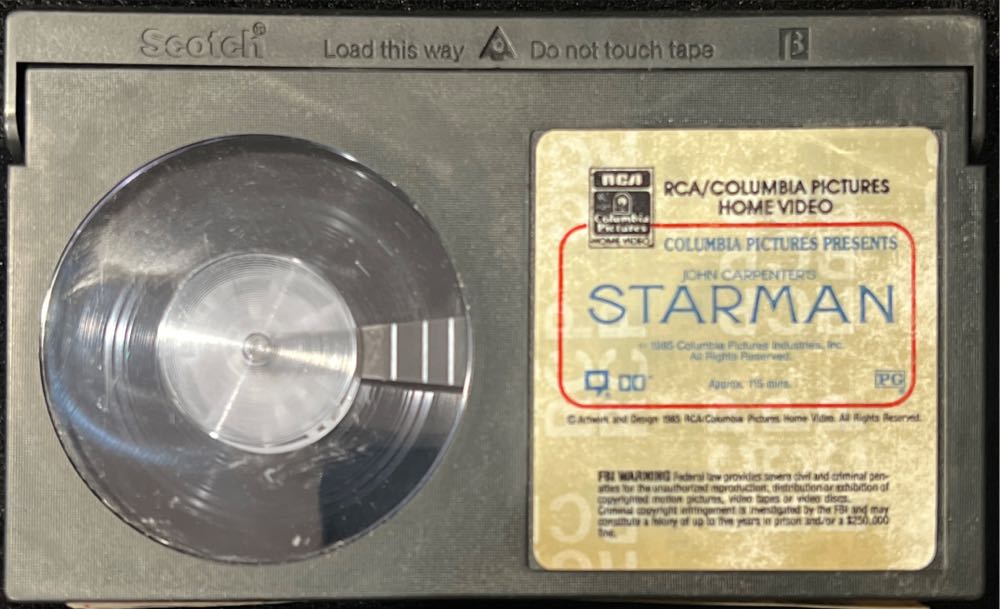 Scotch® Load this way Do not touch tape β
RCA
Columbia
Pictures
HOME VIDEO
RCA/COLUMBIA PICTURES
HOME VIDEO
COLUMBIA PICTURES PRESENTS
JOHN CARPENTER'S
STARMAN
© 1985 Columbia Pictures Industries, Inc.
All Rights Reserved.
Approx. 115 mins.
PG
© Artwork and Design 1985 RCA/Columbia Pictures Home Video. All Rights Reserved.
FBI WARNING Federal law provides severe civil and criminal pen-
alties for the unauthorized reproduction, distribution or exhibition of
copyrighted motion pictures, video tapes or video discs.
Criminal copyright infringement is investigated by the FBI and may
constitute a felony of up to five years in prison and/or a $250,000
fine.